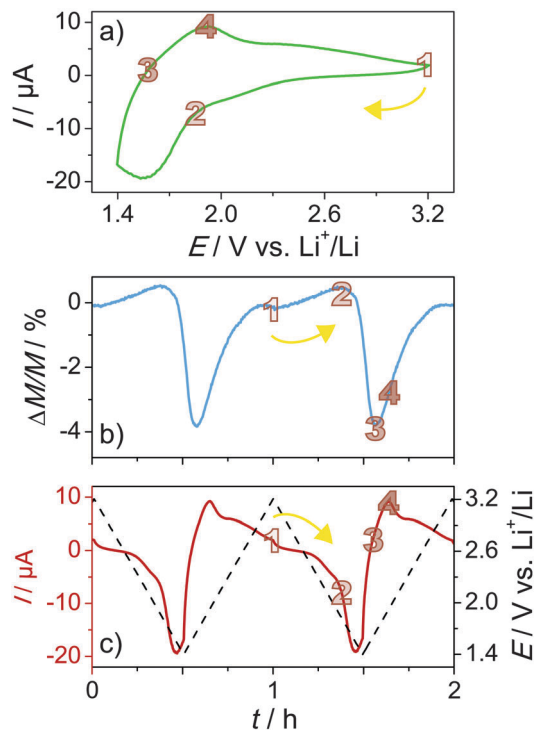 a)
10
0
-10
-20
I / µA
4
3
1
2
1.4 2.0 2.6 3.2
E / V vs. Li⁺/Li
b)
0
-2
-4
ΔM/M / %
1
2
4
3
c)
10
0
-10
-20
I / µA
4
3
1
2
3.2
2.6
2.0
1.4
E / V vs. Li⁺/Li
0 1 2
t / h